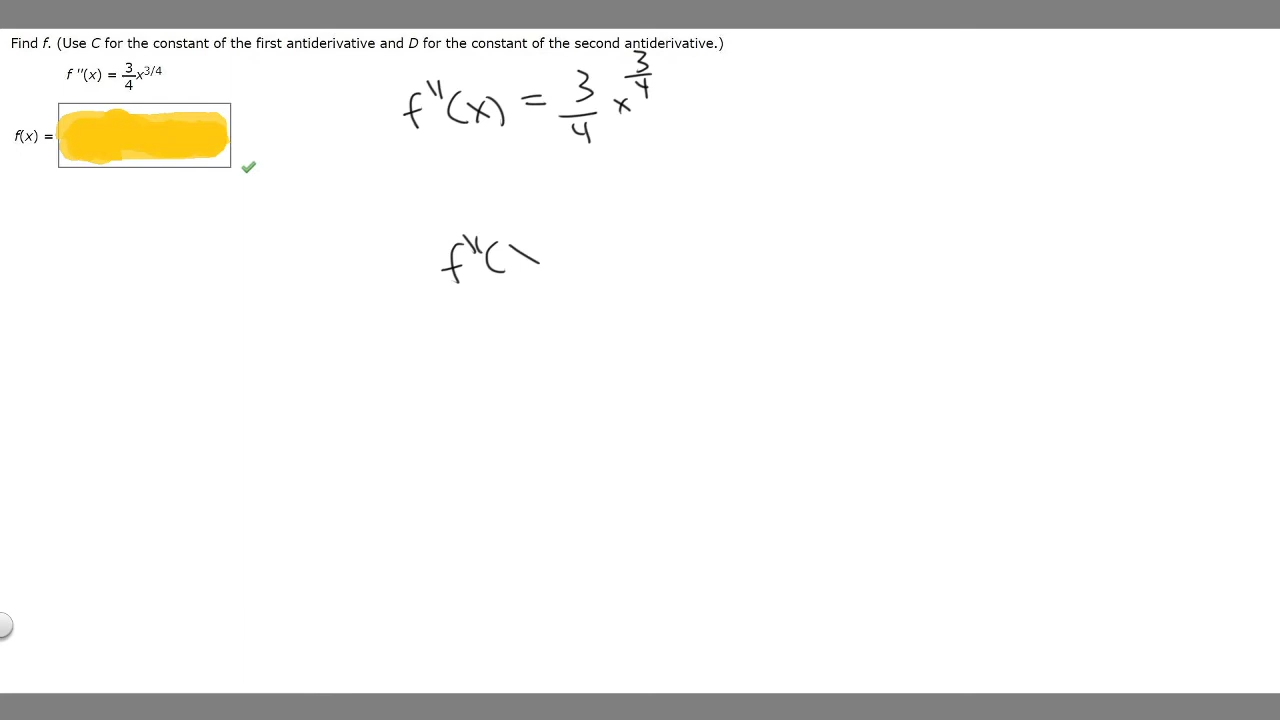 Find f. (Use C for the constant of the first antiderivative and D for the constant of the second antiderivative.)
f ''(x) = 3/4 x^3/4
f(x) =
f''(x) = 3/4 x^3/4
f''(